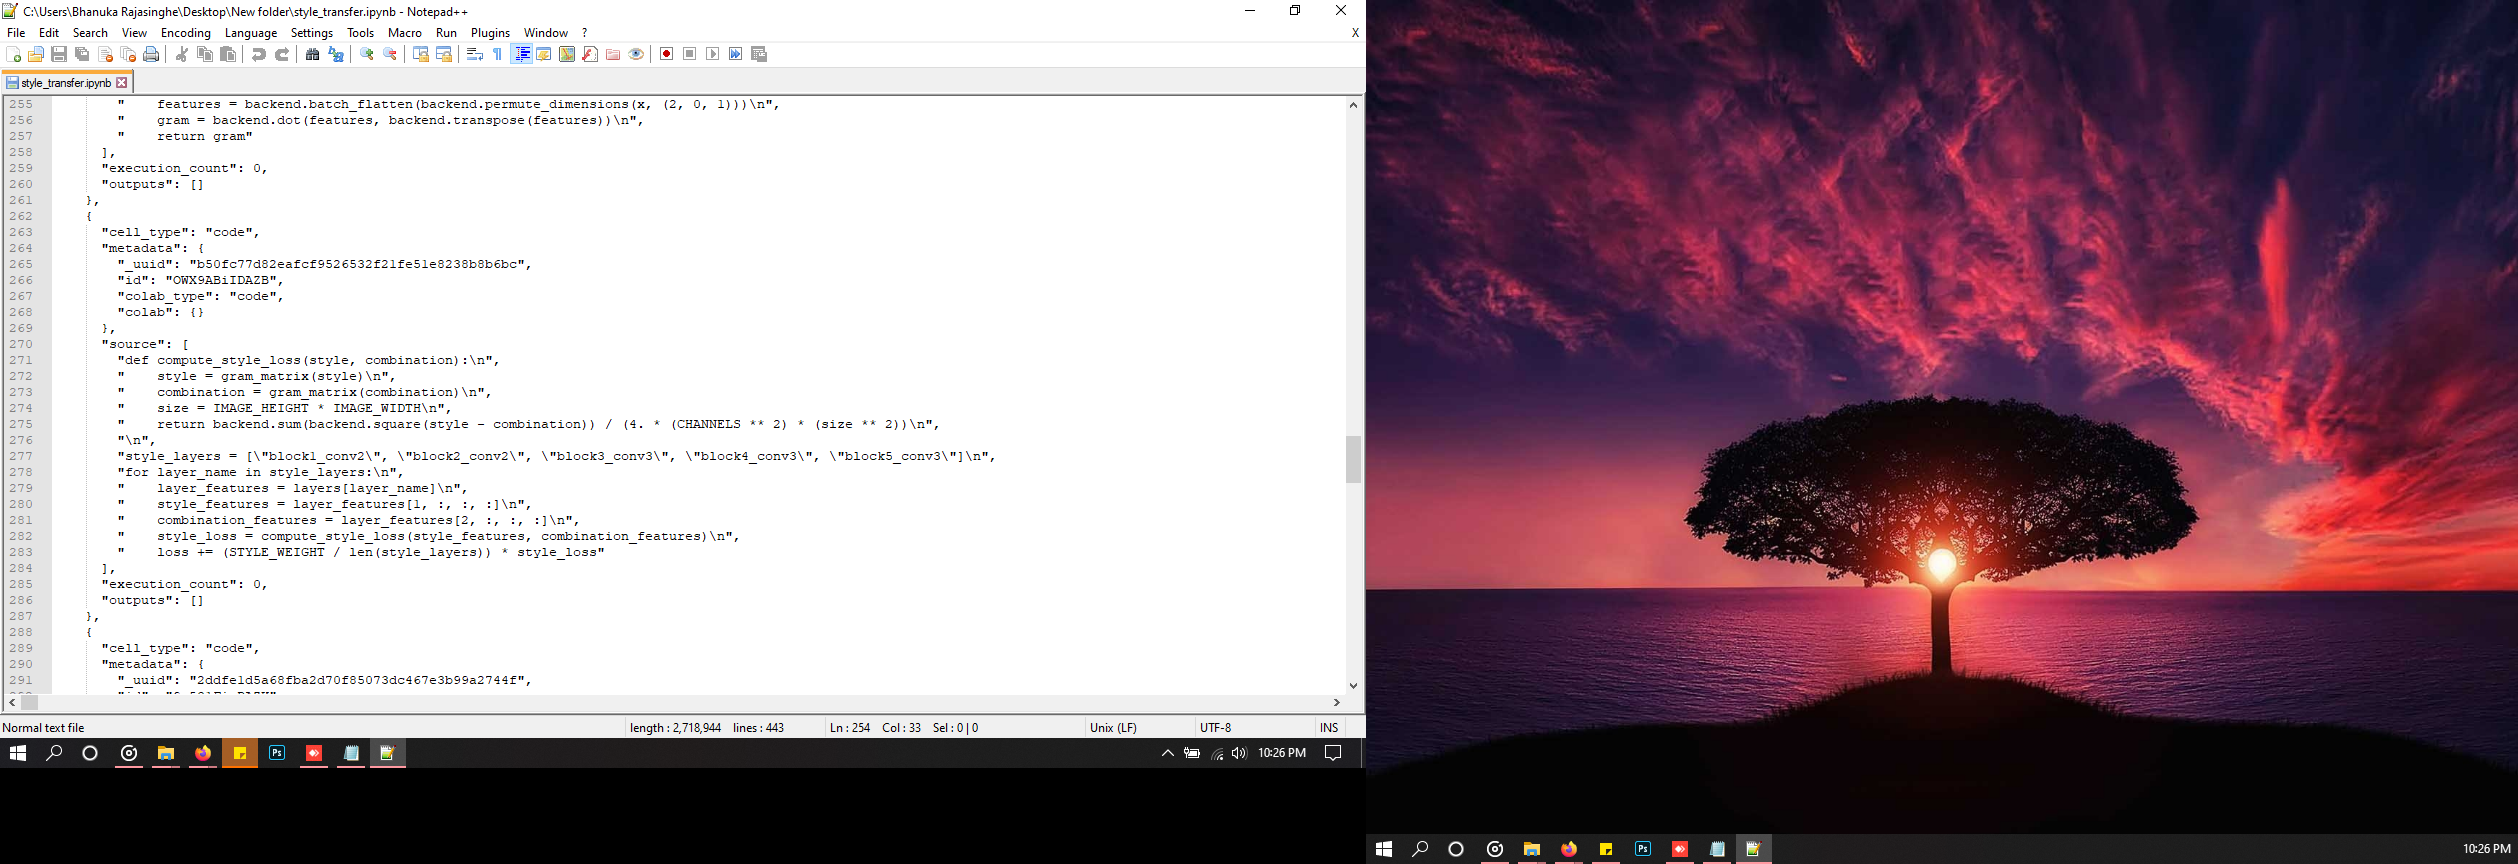 C:\Users\Bhanuka Rajasinghe\Desktop\New folder\style_transfer.ipynb - Notepad++
File Edit Search View Encoding Language Settings Tools Macro Run Plugins Window ? X
style_transfer.ipynb
255 "    features = backend.batch_flatten(backend.permute_dimensions(x, (2, 0, 1)))\n",
256 "    gram = backend.dot(features, backend.transpose(features))\n",
257 "    return gram"
258 ],
259 "execution_count": 0,
260 "outputs": []
261 },
262 {
263 "cell_type": "code",
264 "metadata": {
265 "_uuid": "b50fc77d82eafcf9526532f21fe51e8238b8b6bc",
266 "id": "OWX9ABiIDAZB",
267 "colab_type": "code",
268 "colab": {}
269 },
270 "source": [
271 "def compute_style_loss(style, combination):\n",
272 "    style = gram_matrix(style)\n",
273 "    combination = gram_matrix(combination)\n",
274 "    size = IMAGE_HEIGHT * IMAGE_WIDTH\n",
275 "    return backend.sum(backend.square(style - combination)) / (4. * (CHANNELS ** 2) * (size ** 2))\n",
276 "\n",
277 "style_layers = [\"block1_conv2\", \"block2_conv2\", \"block3_conv3\", \"block4_conv3\", \"block5_conv3\"]\n",
278 "for layer_name in style_layers:\n",
279 "    layer_features = layers[layer_name]\n",
280 "    style_features = layer_features[1, :, :, :]\n",
281 "    combination_features = layer_features[2, :, :, :]\n",
282 "    style_loss = compute_style_loss(style_features, combination_features)\n",
283 "    loss += (STYLE_WEIGHT / len(style_layers)) * style_loss"
284 ],
285 "execution_count": 0,
286 "outputs": []
287 },
288 {
289 "cell_type": "code",
290 "metadata": {
291 "_uuid": "2ddfe1d5a68fba2d70f85073dc467e3b99a2744f",
Normal text file length : 2,718,944 lines : 443 Ln : 254 Col : 33 Sel : 0 | 0 Unix (LF) UTF-8 INS
Ps 10:26 PM
Ps 10:26 PM